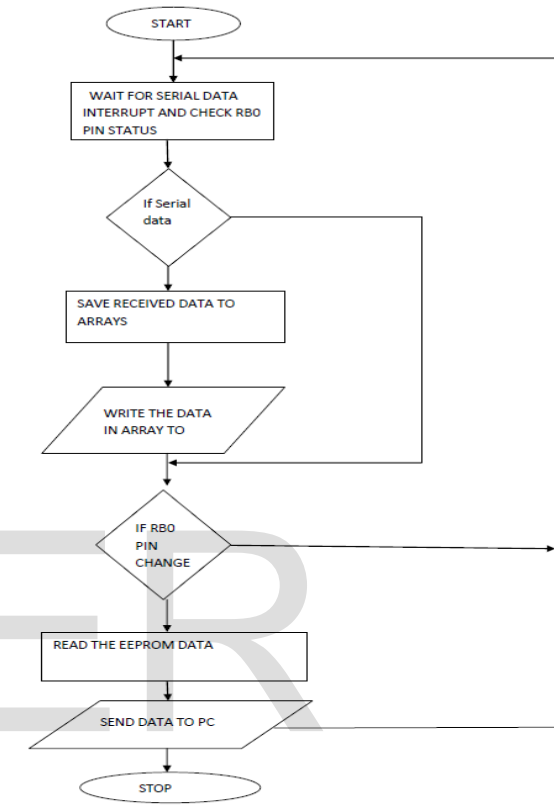 START
WAIT FOR SERIAL DATA
INTERRUPT AND CHECK RB0
PIN STATUS
If Serial
data
SAVE RECEIVED DATA TO
ARRAYS
WRITE THE DATA
IN ARRAY TO
IF RB0
PIN
CHANGE
READ THE EEPROM DATA
SEND DATA TO PC
STOP
ER